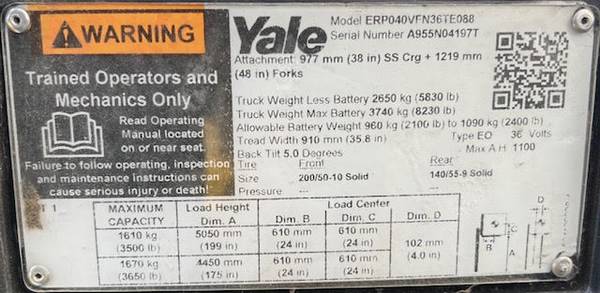 WARNING
Trained Operators and
Mechanics Only
Read Operating
Manual located
on or near seat.
Failure to follow operating, inspection
and maintenance instructions can
cause serious injury or death!
Yale
Model ERP040VFN36TE088
Serial Number A955N04197T
Attachment: 977 mm (38 in) SS Crg + 1219 mm
(48 in) Forks
Truck Weight Less Battery 2650 kg (5830 lb)
Truck Weight Max Battery 3740 kg (8230 lb)
Allowable Battery Weight 960 kg (2100 lb) to 1090 kg (2400 lb)
Tread Width 910 mm (35.8 in) Type EO 36 Volts
Back Tilt 5.0 Degrees Max A H 1100
Tire Front Rear
Size 200/50-10 Solid 140/55-9 Solid
Pressure --- ---
MAXIMUM CAPACITY Load Height Load Center
Dim. A Dim. B Dim. C Dim. D
1610 kg 5050 mm 610 mm 610 mm
(3500 lb) (199 in) (24 in) (24 in) 102 mm
1670 kg 4450 mm 610 mm 610 mm (4.0 in)
(3650 lb) (175 in) (24 in) (24 in)
D
C
B
A